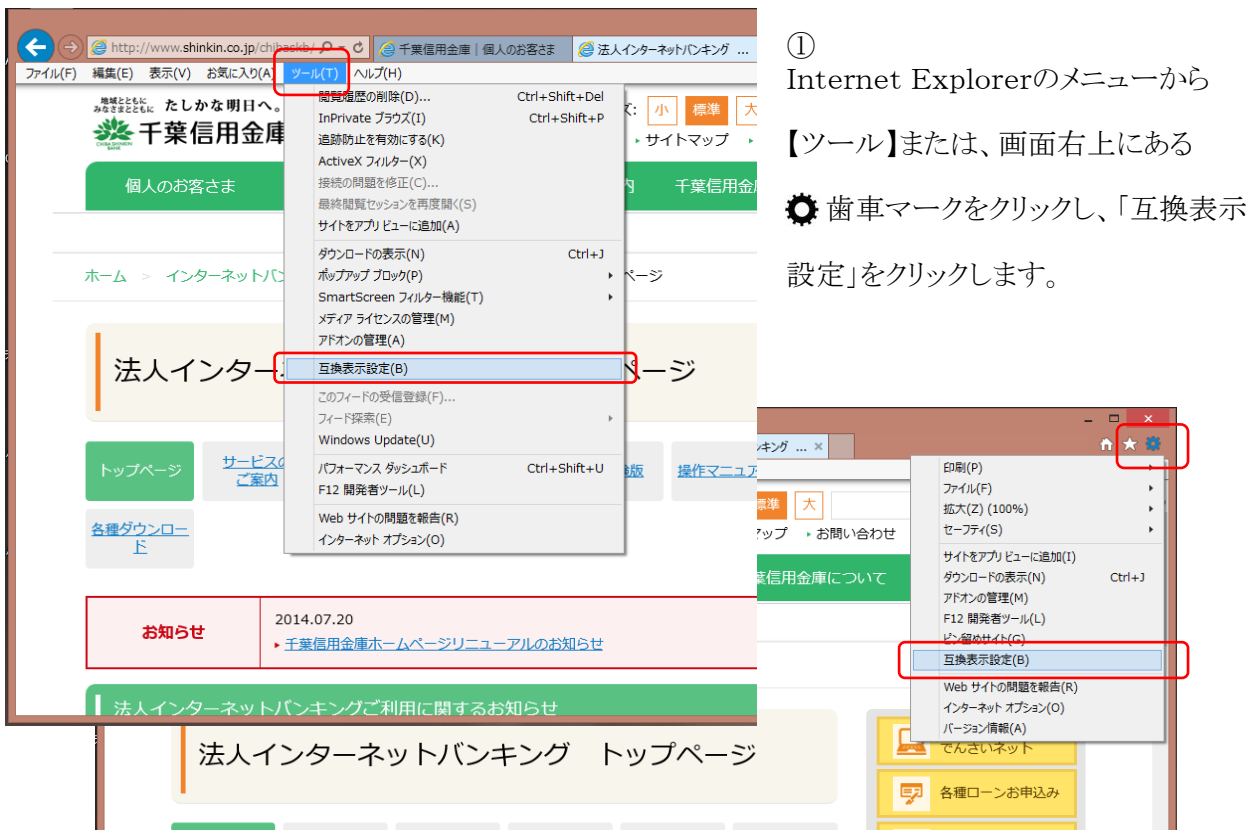 http://www.shinkin.co.jp/chibaskb/
千葉信用金庫｜個人のお客さま
法人インターネットバンキング ...
ファイル(F) 編集(E) 表示(V) お気に入り(A) ツール(T) ヘルプ(H)
地域とともに
みなさまとともに
たしかな明日へ。
千葉信用金庫
CHIBA SHINKIN BANK
小 標準 大
サイトマップ
個人のお客さま
千葉信用金庫
ホーム > インターネットバン
ページ
法人インター
ページ
トップページ
サービスの
ご案内
験版
操作マニュア
各種ダウンロー
ド
お知らせ
2014.07.20
千葉信用金庫ホームページリニューアルのお知らせ
法人インターネットバンキングご利用に関するお知らせ
閲覧履歴の削除(D)... Ctrl+Shift+Del
InPrivate ブラウズ(I) Ctrl+Shift+P
追跡防止を有効にする(K)
ActiveX フィルター(X)
接続の問題を修正(C)...
最終閲覧セッションを再度開く(S)
サイトをアプリ ビューに追加(A)
ダウンロードの表示(N) Ctrl+J
ポップアップ ブロック(P)
SmartScreen フィルター機能(T)
メディア ライセンスの管理(M)
アドオンの管理(A)
互換表示設定(B)
このフィードの受信登録(F)...
フィード探索(E)
Windows Update(U)
パフォーマンス ダッシュボード Ctrl+Shift+U
F12 開発者ツール(L)
Web サイトの問題を報告(R)
インターネット オプション(O)
①
Internet Explorerのメニューから
【ツール】または、画面右上にある
歯車マークをクリックし、「互換表示
設定」をクリックします。
ンキング ...
標準 大
マップ お問い合わせ
葉信用金庫について
印刷(P)
ファイル(F)
拡大(Z) (100%)
セーフティ(S)
サイトをアプリ ビューに追加(I)
ダウンロードの表示(N) Ctrl+J
アドオンの管理(M)
F12 開発者ツール(L)
ピン留めサイト(G)
互換表示設定(B)
Web サイトの問題を報告(R)
インターネット オプション(O)
バージョン情報(A)
法人インターネットバンキング トップページ
でんさいネット
各種ローンお申込み